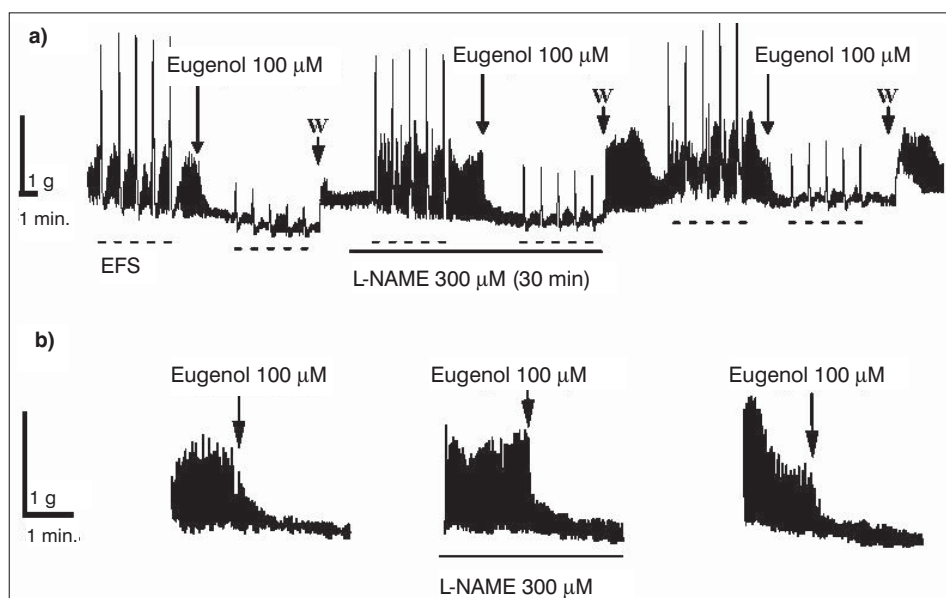 a)
Eugenol 100 μM
Eugenol 100 μM
Eugenol 100 μM
W
W
W
1 g
1 min.
EFS
L-NAME 300 μM (30 min)
b)
Eugenol 100 μM
Eugenol 100 μM
Eugenol 100 μM
1 g
1 min.
L-NAME 300 μM